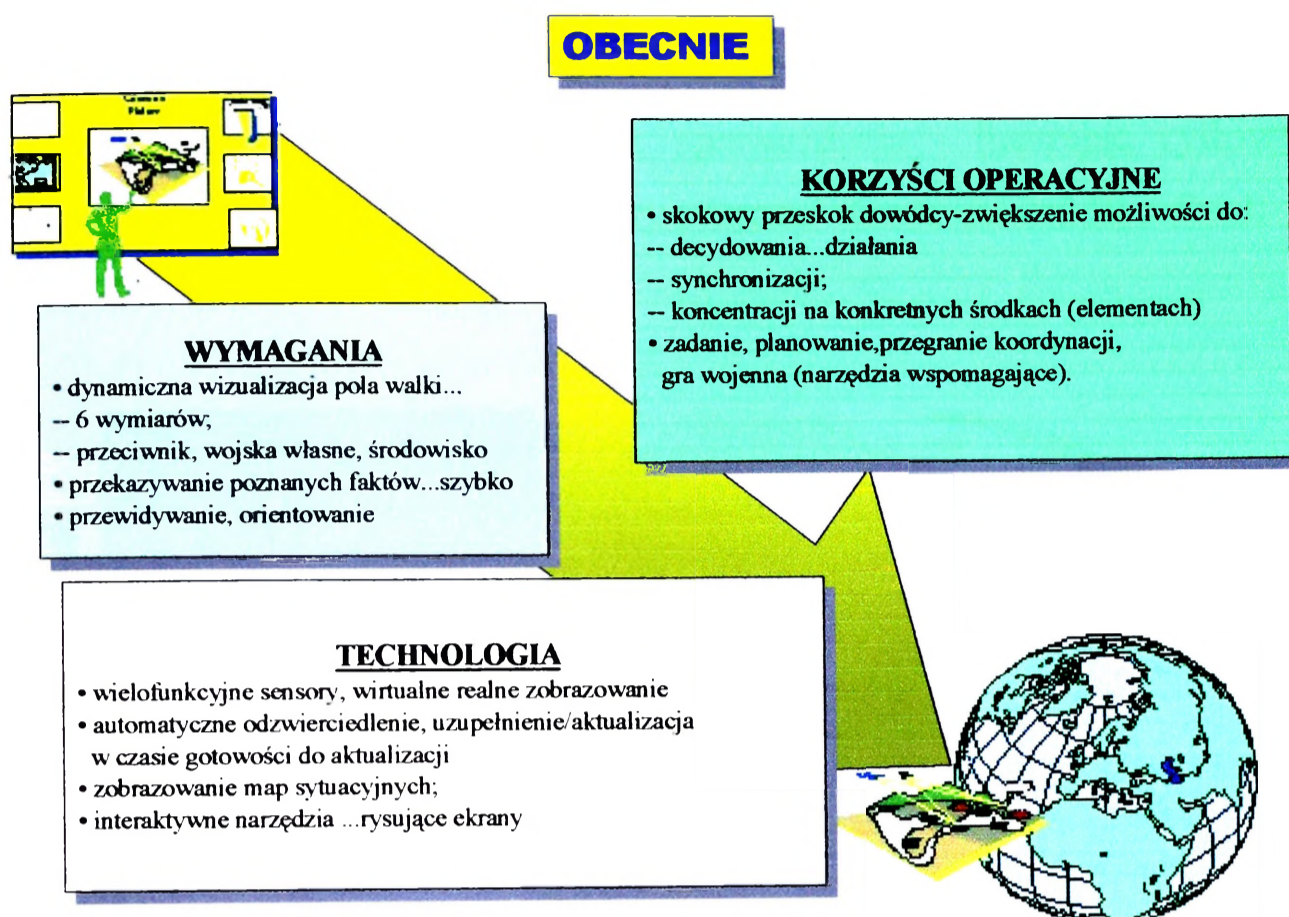 OBECNIE
KORZYŚCI OPERACYJNE
• skokowy przeskok dowódcy-zwiększenie możliwości do:
-- decydowania...działania
-- synchronizacji;
-- koncentracji na konkretnych środkach (elementach)
• zadanie, planowanie,przegranie koordynacji,
gra wojenna (narzędzia wspomagające).
WYMAGANIA
• dynamiczna wizualizacja pola walki...
-- 6 wymiarów;
-- przeciwnik, wojska własne, środowisko
• przekazywanie poznanych faktów...szybko
• przewidywanie, orientowanie
TECHNOLOGIA
• wielofunkcyjne sensory, wirtualne realne zobrazowanie
• automatyczne odzwierciedlenie, uzupełnienie/aktualizacja
w czasie gotowości do aktualizacji
• zobrazowanie map sytuacyjnych;
• interaktywne narzędzia ...rysujące ekrany